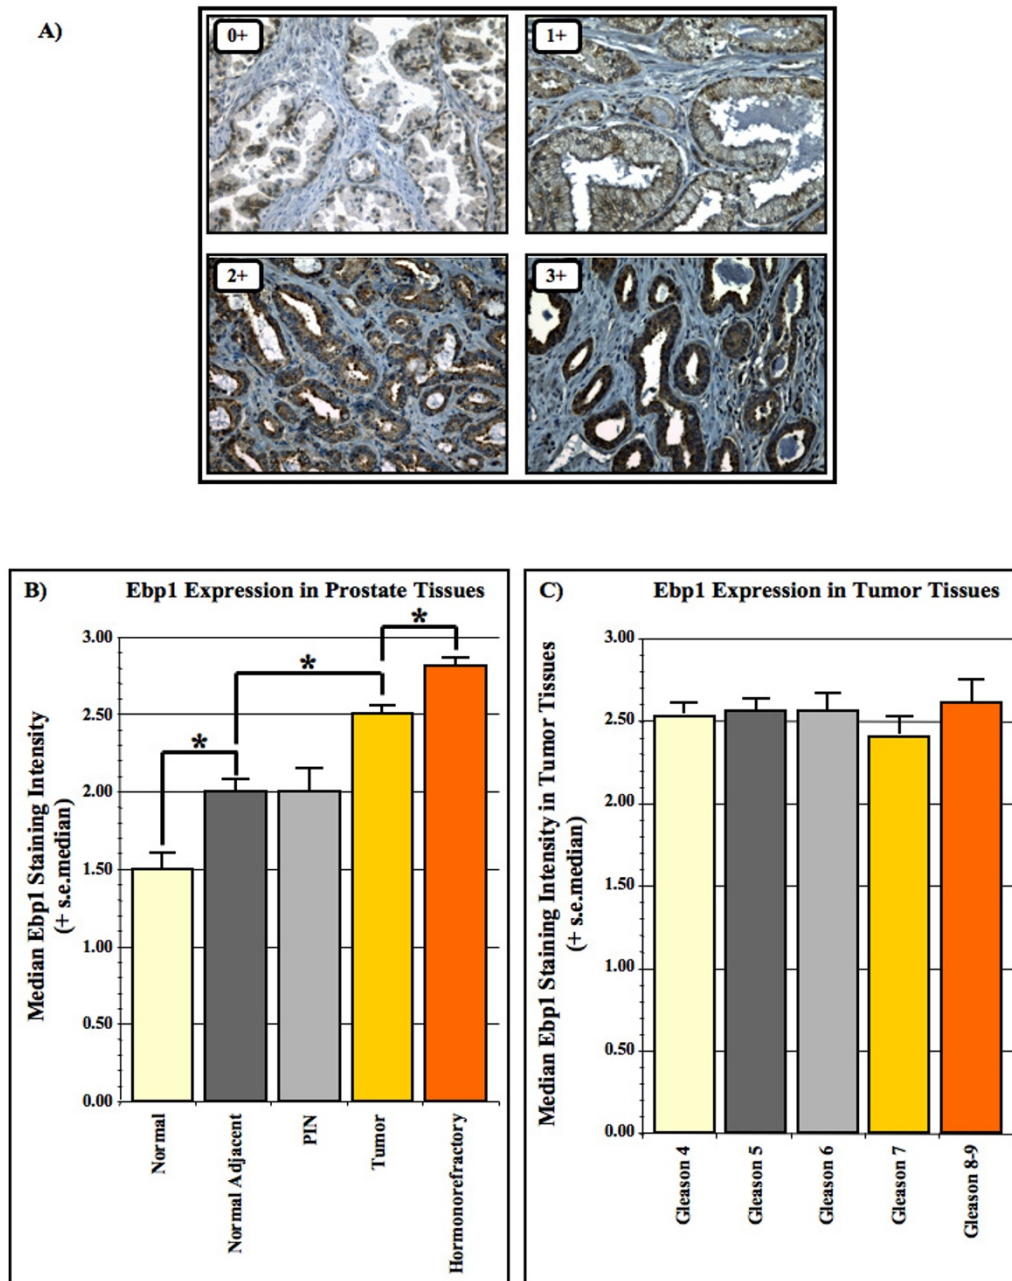 A)
0+
1+
2+
3+
B)
Ebp1 Expression in Prostate Tissues
Median Ebp1 Staining Intensity
(+ s.e.median)
3.00
2.50
2.00
1.50
1.00
0.50
0.00
*
*
*
Normal
Normal Adjacent
PIN
Tumor
Hormonorefractory
C)
Ebp1 Expression in Tumor Tissues
Median Ebp1 Staining Intensity in Tumor Tissues
(+ s.e.median)
3.00
2.50
2.00
1.50
1.00
0.50
0.00
Gleason 4
Gleason 5
Gleason 6
Gleason 7
Gleason 8-9